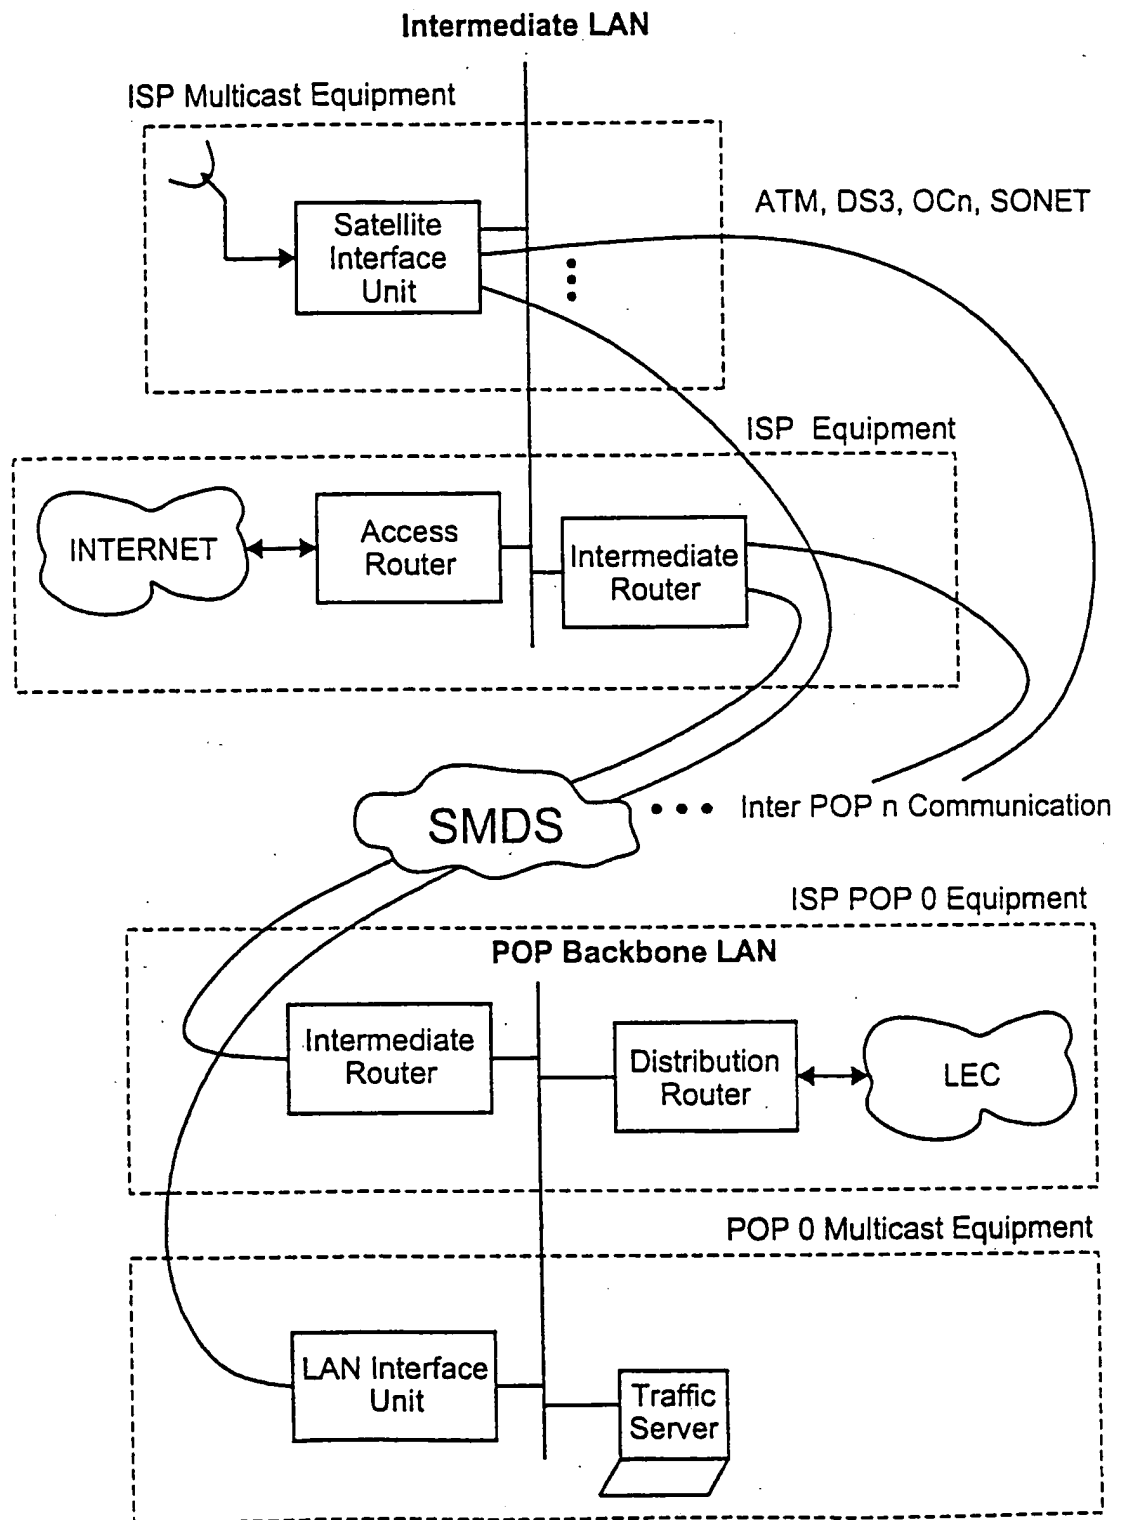 Intermediate LAN
ISP Multicast Equipment
Satellite
Interface
Unit
ATM, DS3, OCn, SONET
ISP Equipment
INTERNET
Access
Router
Intermediate
Router
SMDS
Inter POP n Communication
ISP POP 0 Equipment
POP Backbone LAN
Intermediate
Router
Distribution
Router
LEC
POP 0 Multicast Equipment
LAN Interface
Unit
Traffic
Server